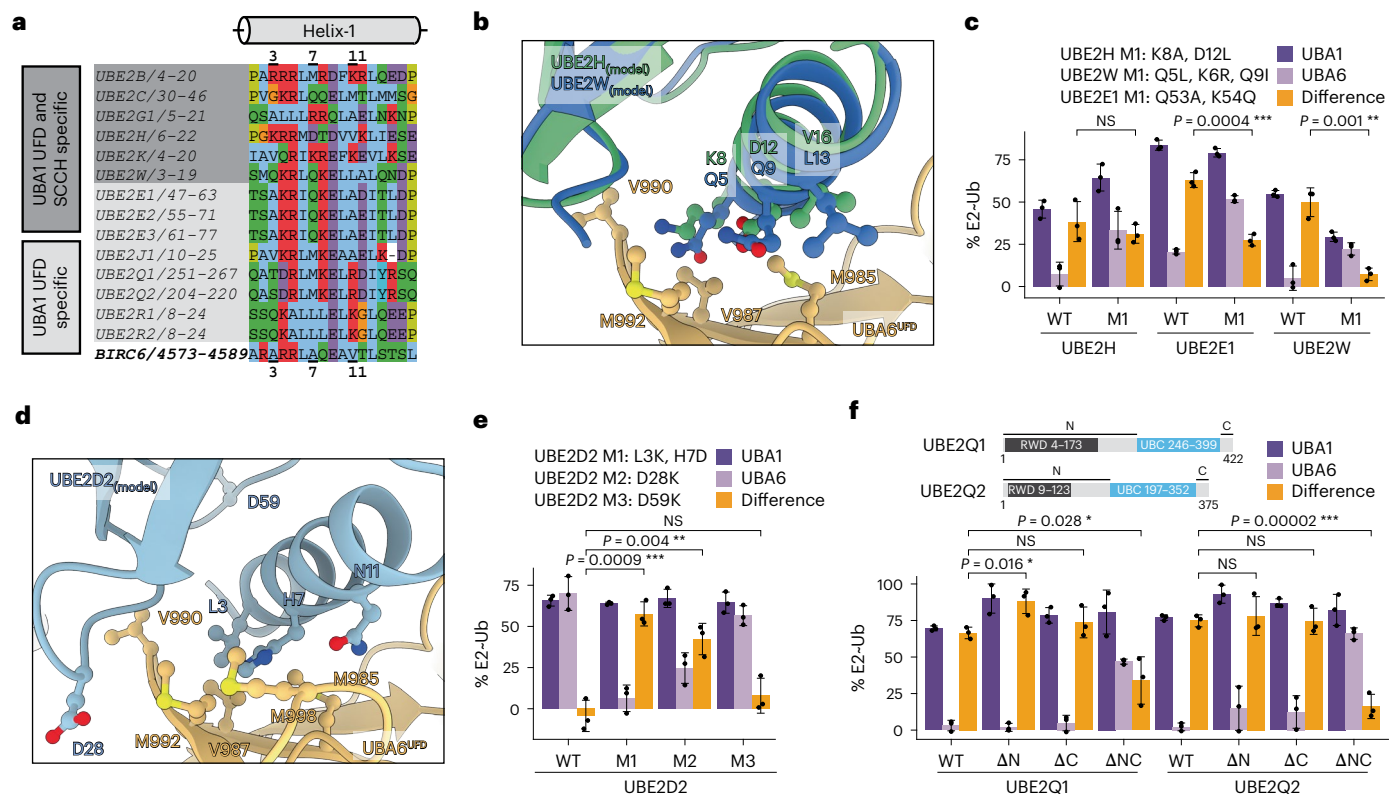 a
Helix-1
3 7 11
UBA1 UFD and
SCCH specific
UBA1 UFD
specific
UBE2B/4-20 PARRRLMRDFKRLQEDP
UBE2C/30-46 PVGKRLQQELMTLMMSG
UBE2G1/5-21 QSALLLRRQLAELNKNP
UBE2H/6-22 PGKRRMDTDVVKLIESE
UBE2K/4-20 IAVQRIKREFKEVLKSE
UBE2W/3-19 SMQKRLQKELLALQNDP
UBE2E1/47-63 TSAKRIQKELADITLDP
UBE2E2/55-71 TSAKRIQKELAEITLDP
UBE2E3/61-77 TSAKRIQKELAEITLDP
UBE2J1/10-25 PAVKRLMKEAAELK-DP
UBE2Q1/251-267 QATDRLMKELRDIYRSQ
UBE2Q2/204-220 QASDRLMKELRDIYRSQ
UBE2R1/8-24 SSQKALLLELKGLQEEP
UBE2R2/8-24 SSQKALLLELKGLQEEP
BIRC6/4573-4589 ARARRLAQEAVTLSTSL
3 7 11
b
UBE2H(model)
UBE2W(model)
V16
L13
D12
Q9
K8
Q5
V990
M985
M992
V987
UBA6UFD
c
UBE2H M1: K8A, D12L
UBE2W M1: Q5L, K6R, Q9I
UBE2E1 M1: Q53A, K54Q
UBA1
UBA6
Difference
NS
P = 0.0004 ***
P = 0.001 **
% E2~Ub
75
50
25
0
WT M1 WT M1 WT M1
UBE2H UBE2E1 UBE2W
d
UBE2D2(model)
D59
N11
L3
H7
V990
M985
M998
M992
V987
D28
UBA6UFD
e
UBE2D2 M1: L3K, H7D
UBE2D2 M2: D28K
UBE2D2 M3: D59K
UBA1
UBA6
Difference
NS
P = 0.004 **
P = 0.0009 ***
% E2~Ub
75
50
25
0
WT M1 M2 M3
UBE2D2
f
N C
UBE2Q1 RWD 4–173 UBC 246–399
1 422
N C
UBE2Q2 RWD 9–123 UBC 197–352
1 375
UBA1
UBA6
Difference
P = 0.028 * P = 0.00002 ***
NS NS
P = 0.016 * NS
% E2~Ub
100
75
50
25
0
WT ΔN ΔC ΔNC WT ΔN ΔC ΔNC
UBE2Q1 UBE2Q2